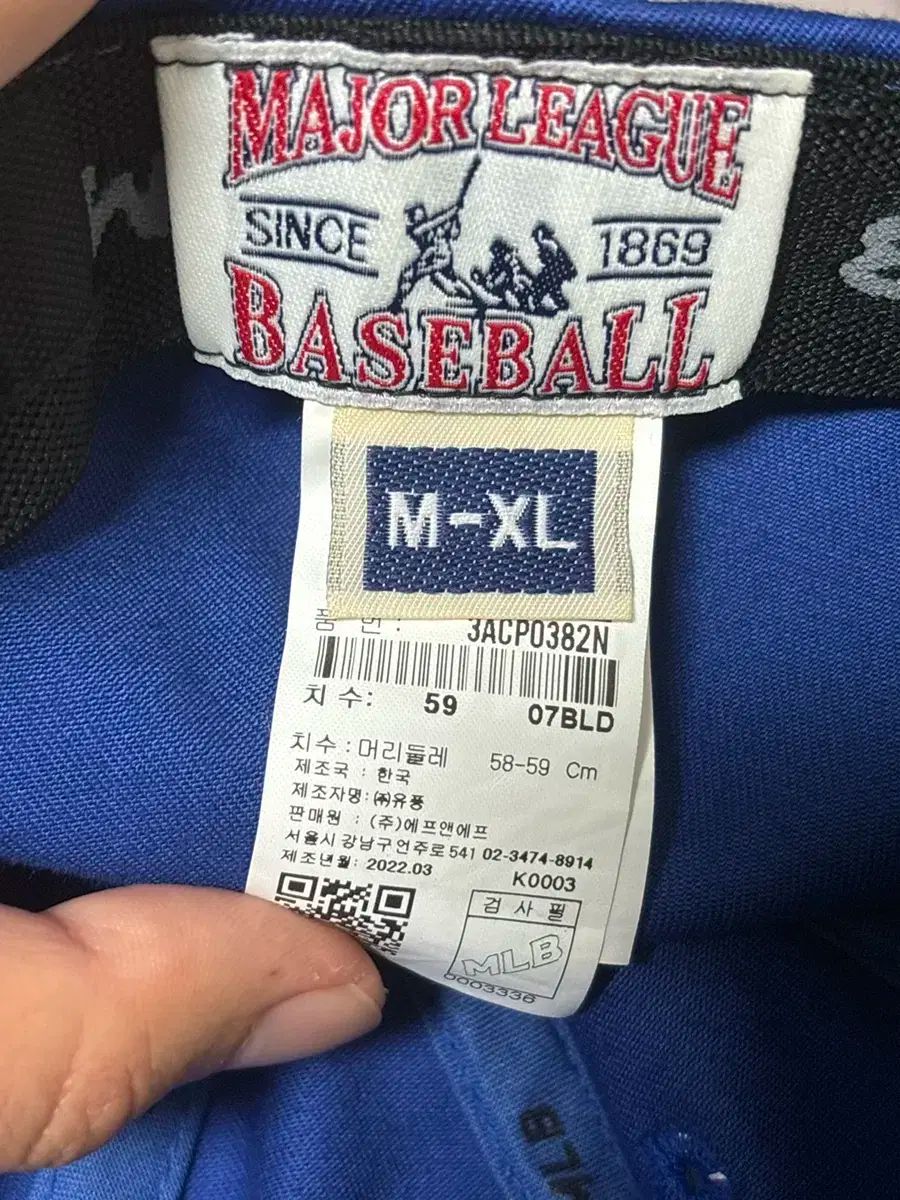 MAJOR LEAGUE
SINCE 1869
BASEBALL
M-XL
품 번 : 3ACP0382N
치 수: 59 07BLD
치수 : 머리둘레 58-59 Cm
제조국 : 한국
제조자명: ㈜유풍
판매원 : (주)에프앤에프
서울시 강남구언주로541 02-3474-8914
제조년월: 2022.03
K0003
검 사 필
MLB
0003336